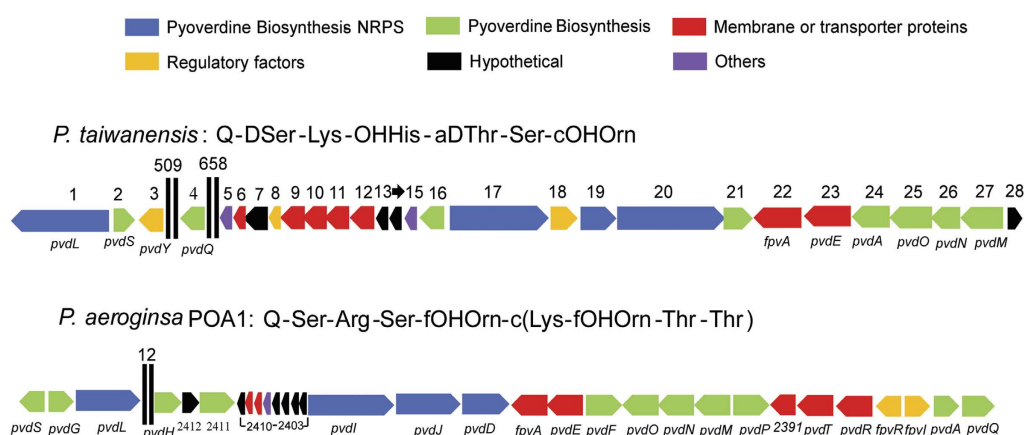 Pyoverdine Biosynthesis NRPS Pyoverdine Biosynthesis Membrane or transporter proteins
Regulatory factors Hypothetical Others
P. taiwanensis: Q-DSer-Lys-OHHis-aDThr-Ser-cOHOrn
509 658
1 2 3 4 5 6 7 8 9 10 11 12 13 15 16 17 18 19 20 21 22 23 24 25 26 27 28
pvdL pvdS pvdY pvdQ fpvA pvdE pvdA pvdO pvdN pvdM
P. aeroginsa POA1: Q-Ser-Arg-Ser-fOHOrn-c(Lys-fOHOrn-Thr-Thr)
12
pvdS pvdG pvdL pvdH 2412 2411 2410-2403 pvdI pvdJ pvdD fpvA pvdE pvdF pvdO pvdN pvdM pvdP 2391 pvdT pvdR fpvR fpvI pvdA pvdQ